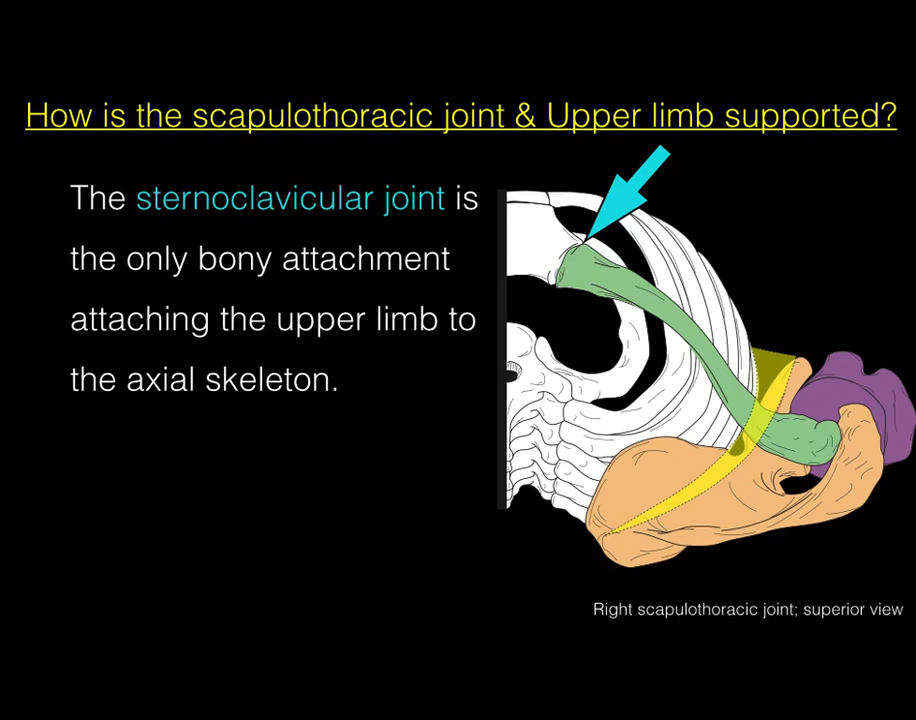 How is the scapulothoracic joint & Upper limb supported?
The sternoclavicular joint is
the only bony attachment
attaching the upper limb to
the axial skeleton.
Right scapulothoracic joint; superior view